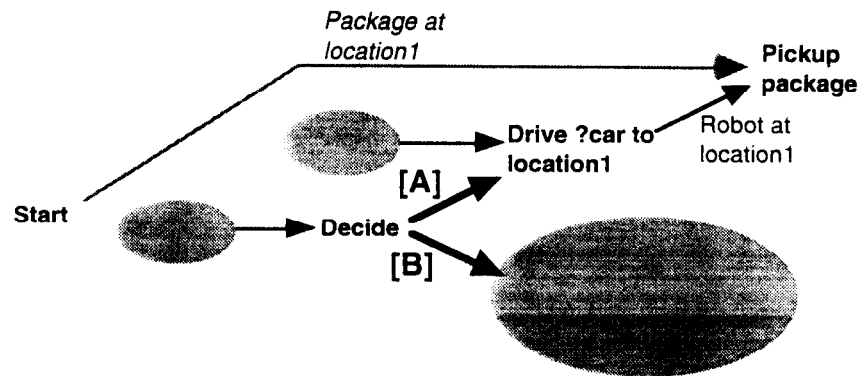 Package at
location1
Pickup
package
Drive ?car to
location1
Robot at
location1
[A]
Start
Decide
[B]